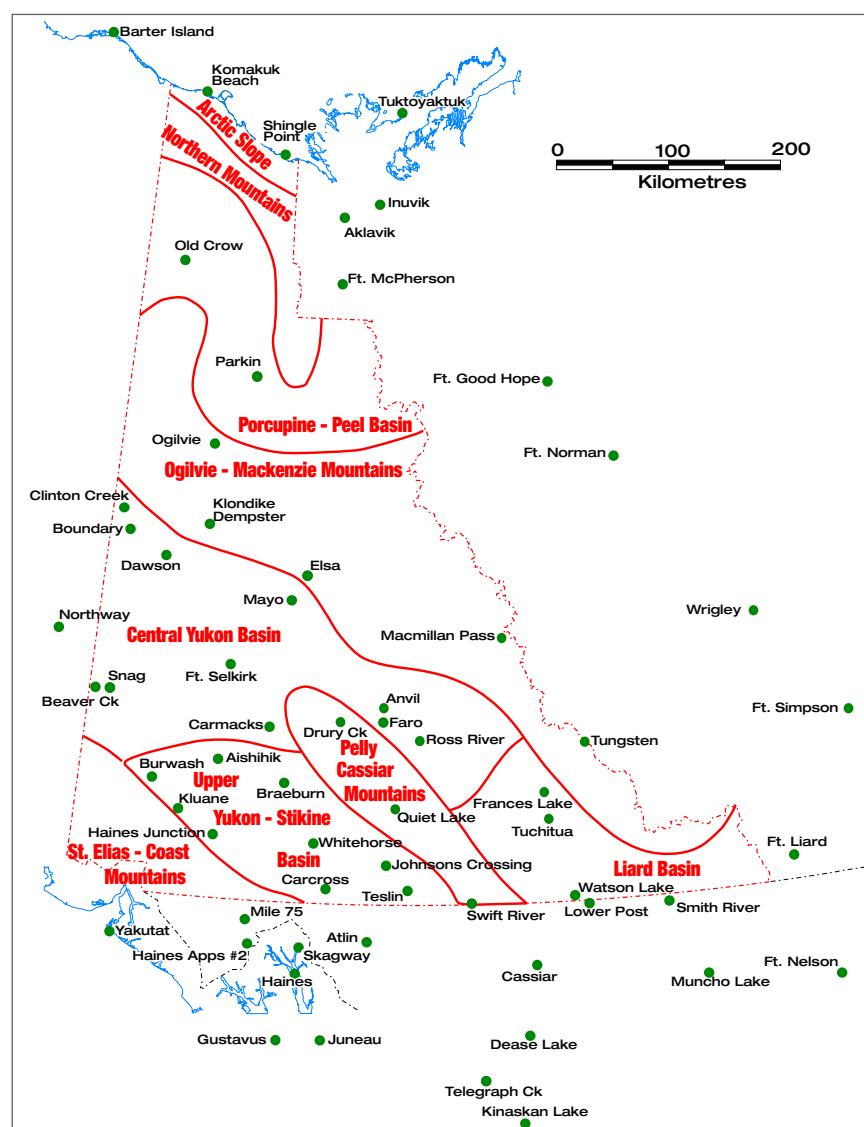 Barter Island
Komakuk
Beach
Tuktoyaktuk
Arctic Slope
Shingle
Point
0 100 200
Kilometres
Northern Mountains
Inuvik
Aklavik
Old Crow
Ft. McPherson
Parkin
Ft. Good Hope
Porcupine - Peel Basin
Ogilvie
Ft. Norman
Ogilvie - Mackenzie Mountains
Clinton Creek
Klondike
Dempster
Boundary
Dawson
Elsa
Mayo
Wrigley
Northway
Central Yukon Basin
Macmillan Pass
Snag
Ft. Selkirk
Beaver Ck
Anvil
Ft. Simpson
Carmacks
Drury Ck
Faro
Ross River
Tungsten
Pelly
Cassiar
Mountains
Aishihik
Burwash
Upper
Braeburn
Frances Lake
Kluane
Yukon - Stikine
Quiet Lake
Tuchitua
Haines Junction
Whitehorse
Basin
St. Elias - Coast
Mountains
Ft. Liard
Johnsons Crossing
Liard Basin
Carcross
Teslin
Watson Lake
Swift River
Lower Post
Smith River
Mile 75
Yakutat
Atlin
Haines Apps #2
Skagway
Cassiar
Ft. Nelson
Haines
Muncho Lake
Gustavus
Juneau
Dease Lake
Telegraph Ck
Kinaskan Lake